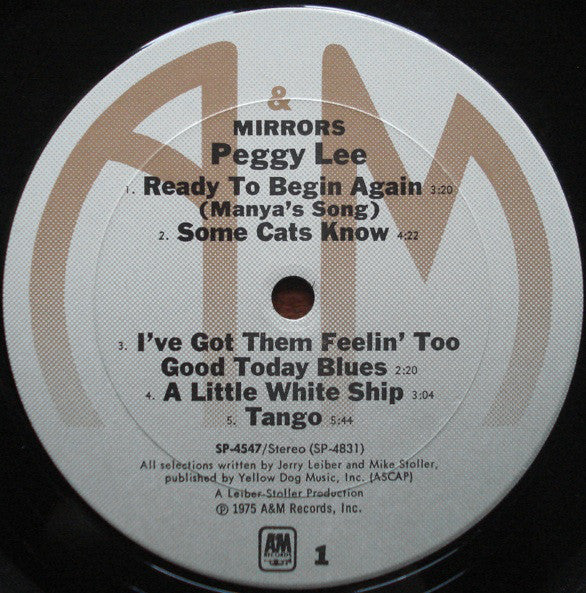 A & M
MIRRORS
Peggy Lee
1. Ready To Begin Again 3:20
(Manya's Song)
2. Some Cats Know 4:22
3. I've Got Them Feelin' Too
Good Today Blues 2:20
4. A Little White Ship 3:04
5. Tango 5:44
SP-4547/Stereo (SP-4831)
All selections written by Jerry Leiber and Mike Stoller,
published by Yellow Dog Music, Inc. (ASCAP)
A Leiber-Stoller Production
℗ 1975 A&M Records, Inc.
A&M
RECORDS
1